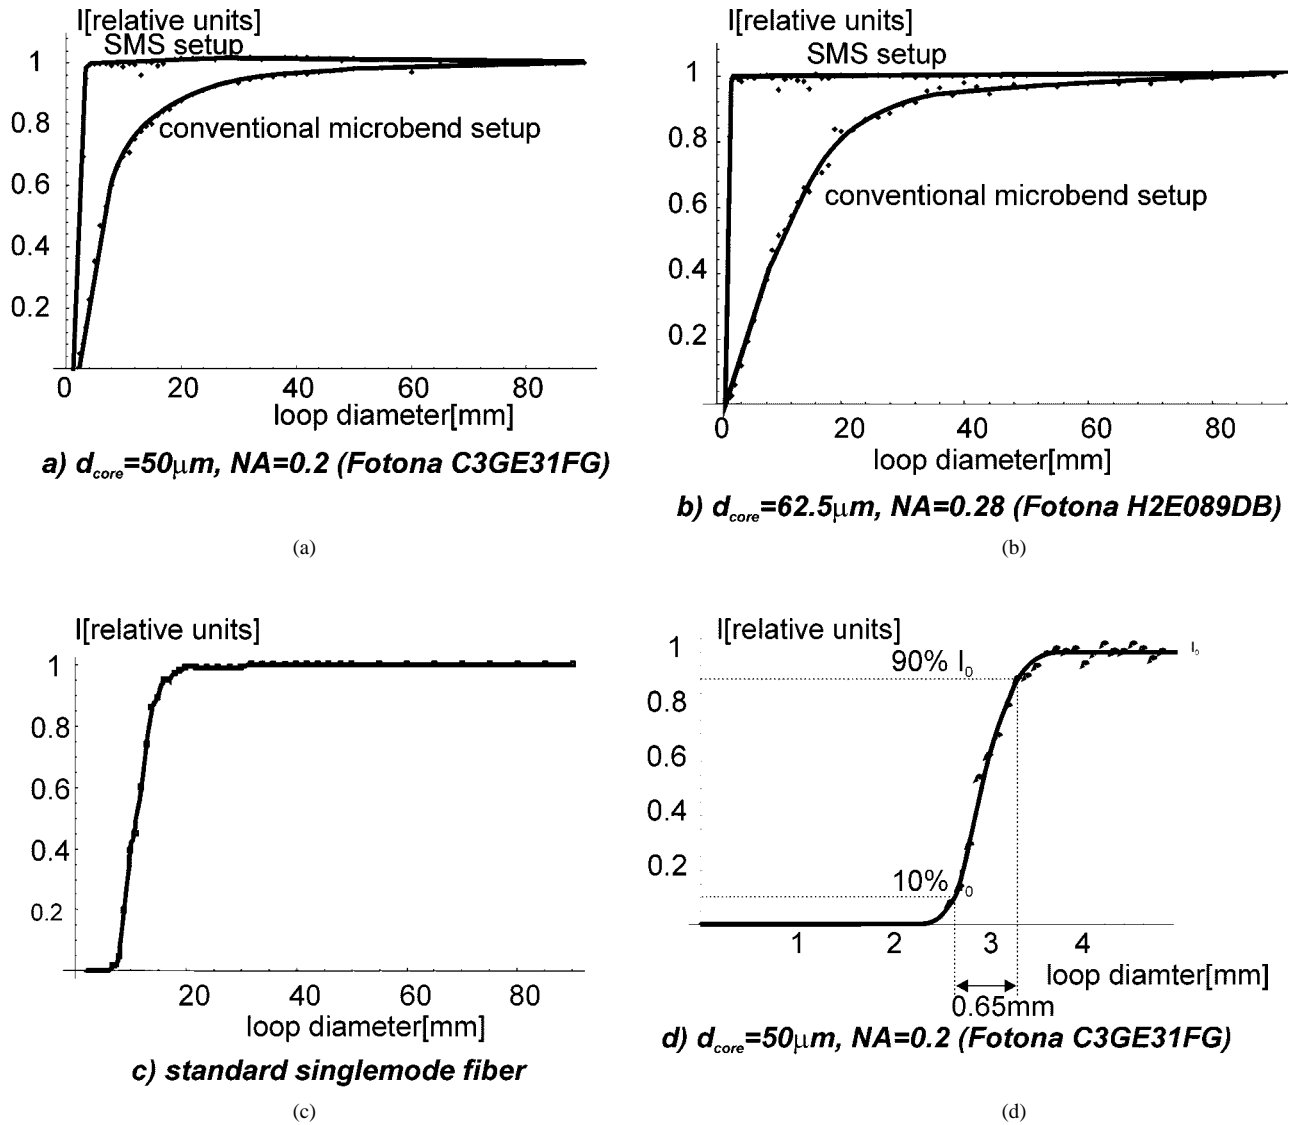 I[relative units]
SMS setup
1
0.8
conventional microbend setup
0.6
0.4
0.2
0 20 40 60 80
loop diameter[mm]
a) dcore=50μm, NA=0.2 (Fotona C3GE31FG)
(a)
I[relative units]
SMS setup
1
0.8
0.6
conventional microbend setup
0.4
0.2
0 20 40 60 80
loop diameter[mm]
b) dcore=62.5μm, NA=0.28 (Fotona H2E089DB)
(b)
I[relative units]
1
0.8
0.6
0.4
0.2
20 40 60 80
loop diameter[mm]
c) standard singlemode fiber
(c)
I[relative units]
1
I0
90% I0
0.8
0.6
0.4
0.2
10% I0
1 2 3 4
loop diamter[mm]
0.65mm
d) dcore=50μm, NA=0.2 (Fotona C3GE31FG)
(d)